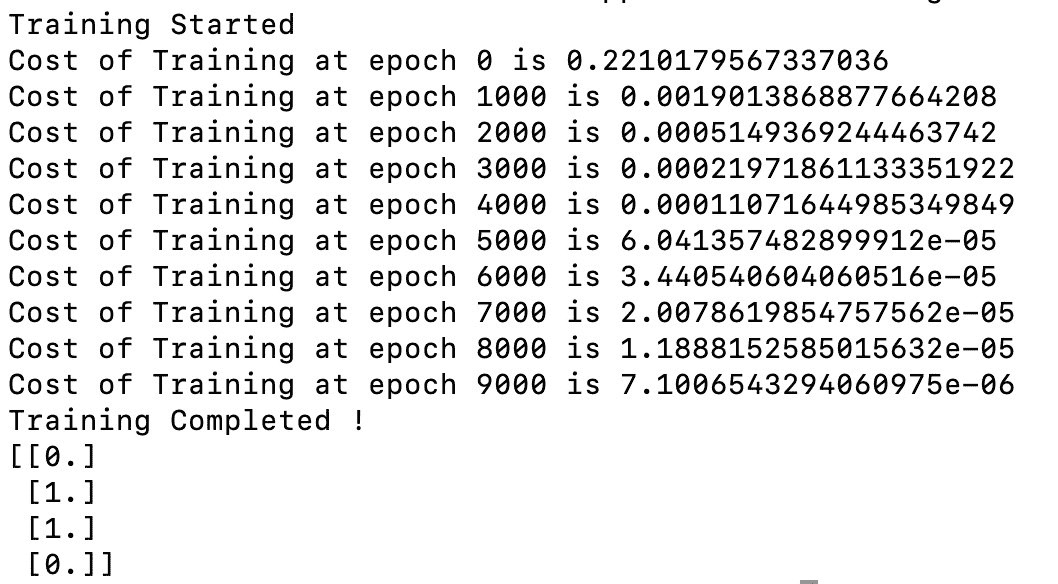 Training Started
Cost of Training at epoch 0 is 0.2210179567337036
Cost of Training at epoch 1000 is 0.0019013868877664208
Cost of Training at epoch 2000 is 0.0005149369244463742
Cost of Training at epoch 3000 is 0.00021971861133351922
Cost of Training at epoch 4000 is 0.00011071644985349849
Cost of Training at epoch 5000 is 6.041357482899912e-05
Cost of Training at epoch 6000 is 3.440540604060516e-05
Cost of Training at epoch 7000 is 2.0078619854757562e-05
Cost of Training at epoch 8000 is 1.1888152585015632e-05
Cost of Training at epoch 9000 is 7.1006543294060975e-06
Training Completed !
[[0.]
 [1.]
 [1.]
 [0.]]